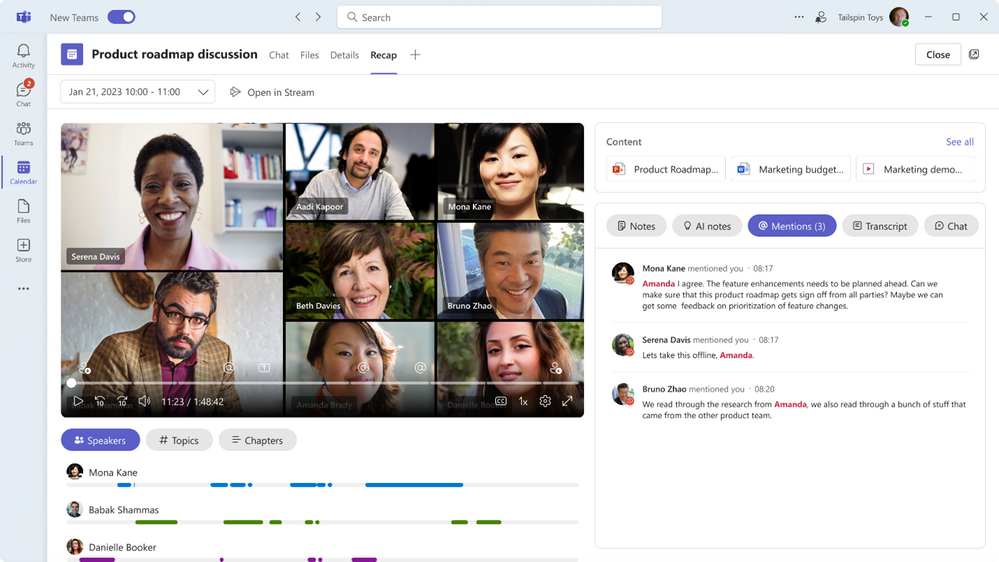 New Teams
Search
Tailspin Toys
Activity
2
Chat
Teams
Calendar
Files
Store
Product roadmap discussion
Chat
Files
Details
Recap
Close
Jan 21, 2023 10:00 - 11:00
Open in Stream
Serena Davis
Aadi Kapoor
Mona Kane
Beth Davies
Bruno Zhao
Babak Shammas
Amanda Brady
Danielle Booker
10
10
11:23 / 1:48:42
CC
1x
Speakers
# Topics
Chapters
Mona Kane
Babak Shammas
Danielle Booker
Content
See all
Product Roadmap...
Marketing budget...
Marketing demo...
Notes
AI notes
@ Mentions (3)
Transcript
Chat
Mona Kane mentioned you · 08:17
Amanda I agree. The feature enhancements needs to be planned ahead. Can we
make sure that this product roadmap gets sign off from all parties? Maybe we can
get some feedback on prioritization of feature changes.
Serena Davis mentioned you · 08:17
Lets take this offline, Amanda.
Bruno Zhao mentioned you · 08:20
We read through the research from Amanda, we also read through a bunch of stuff that
came from the other product team.